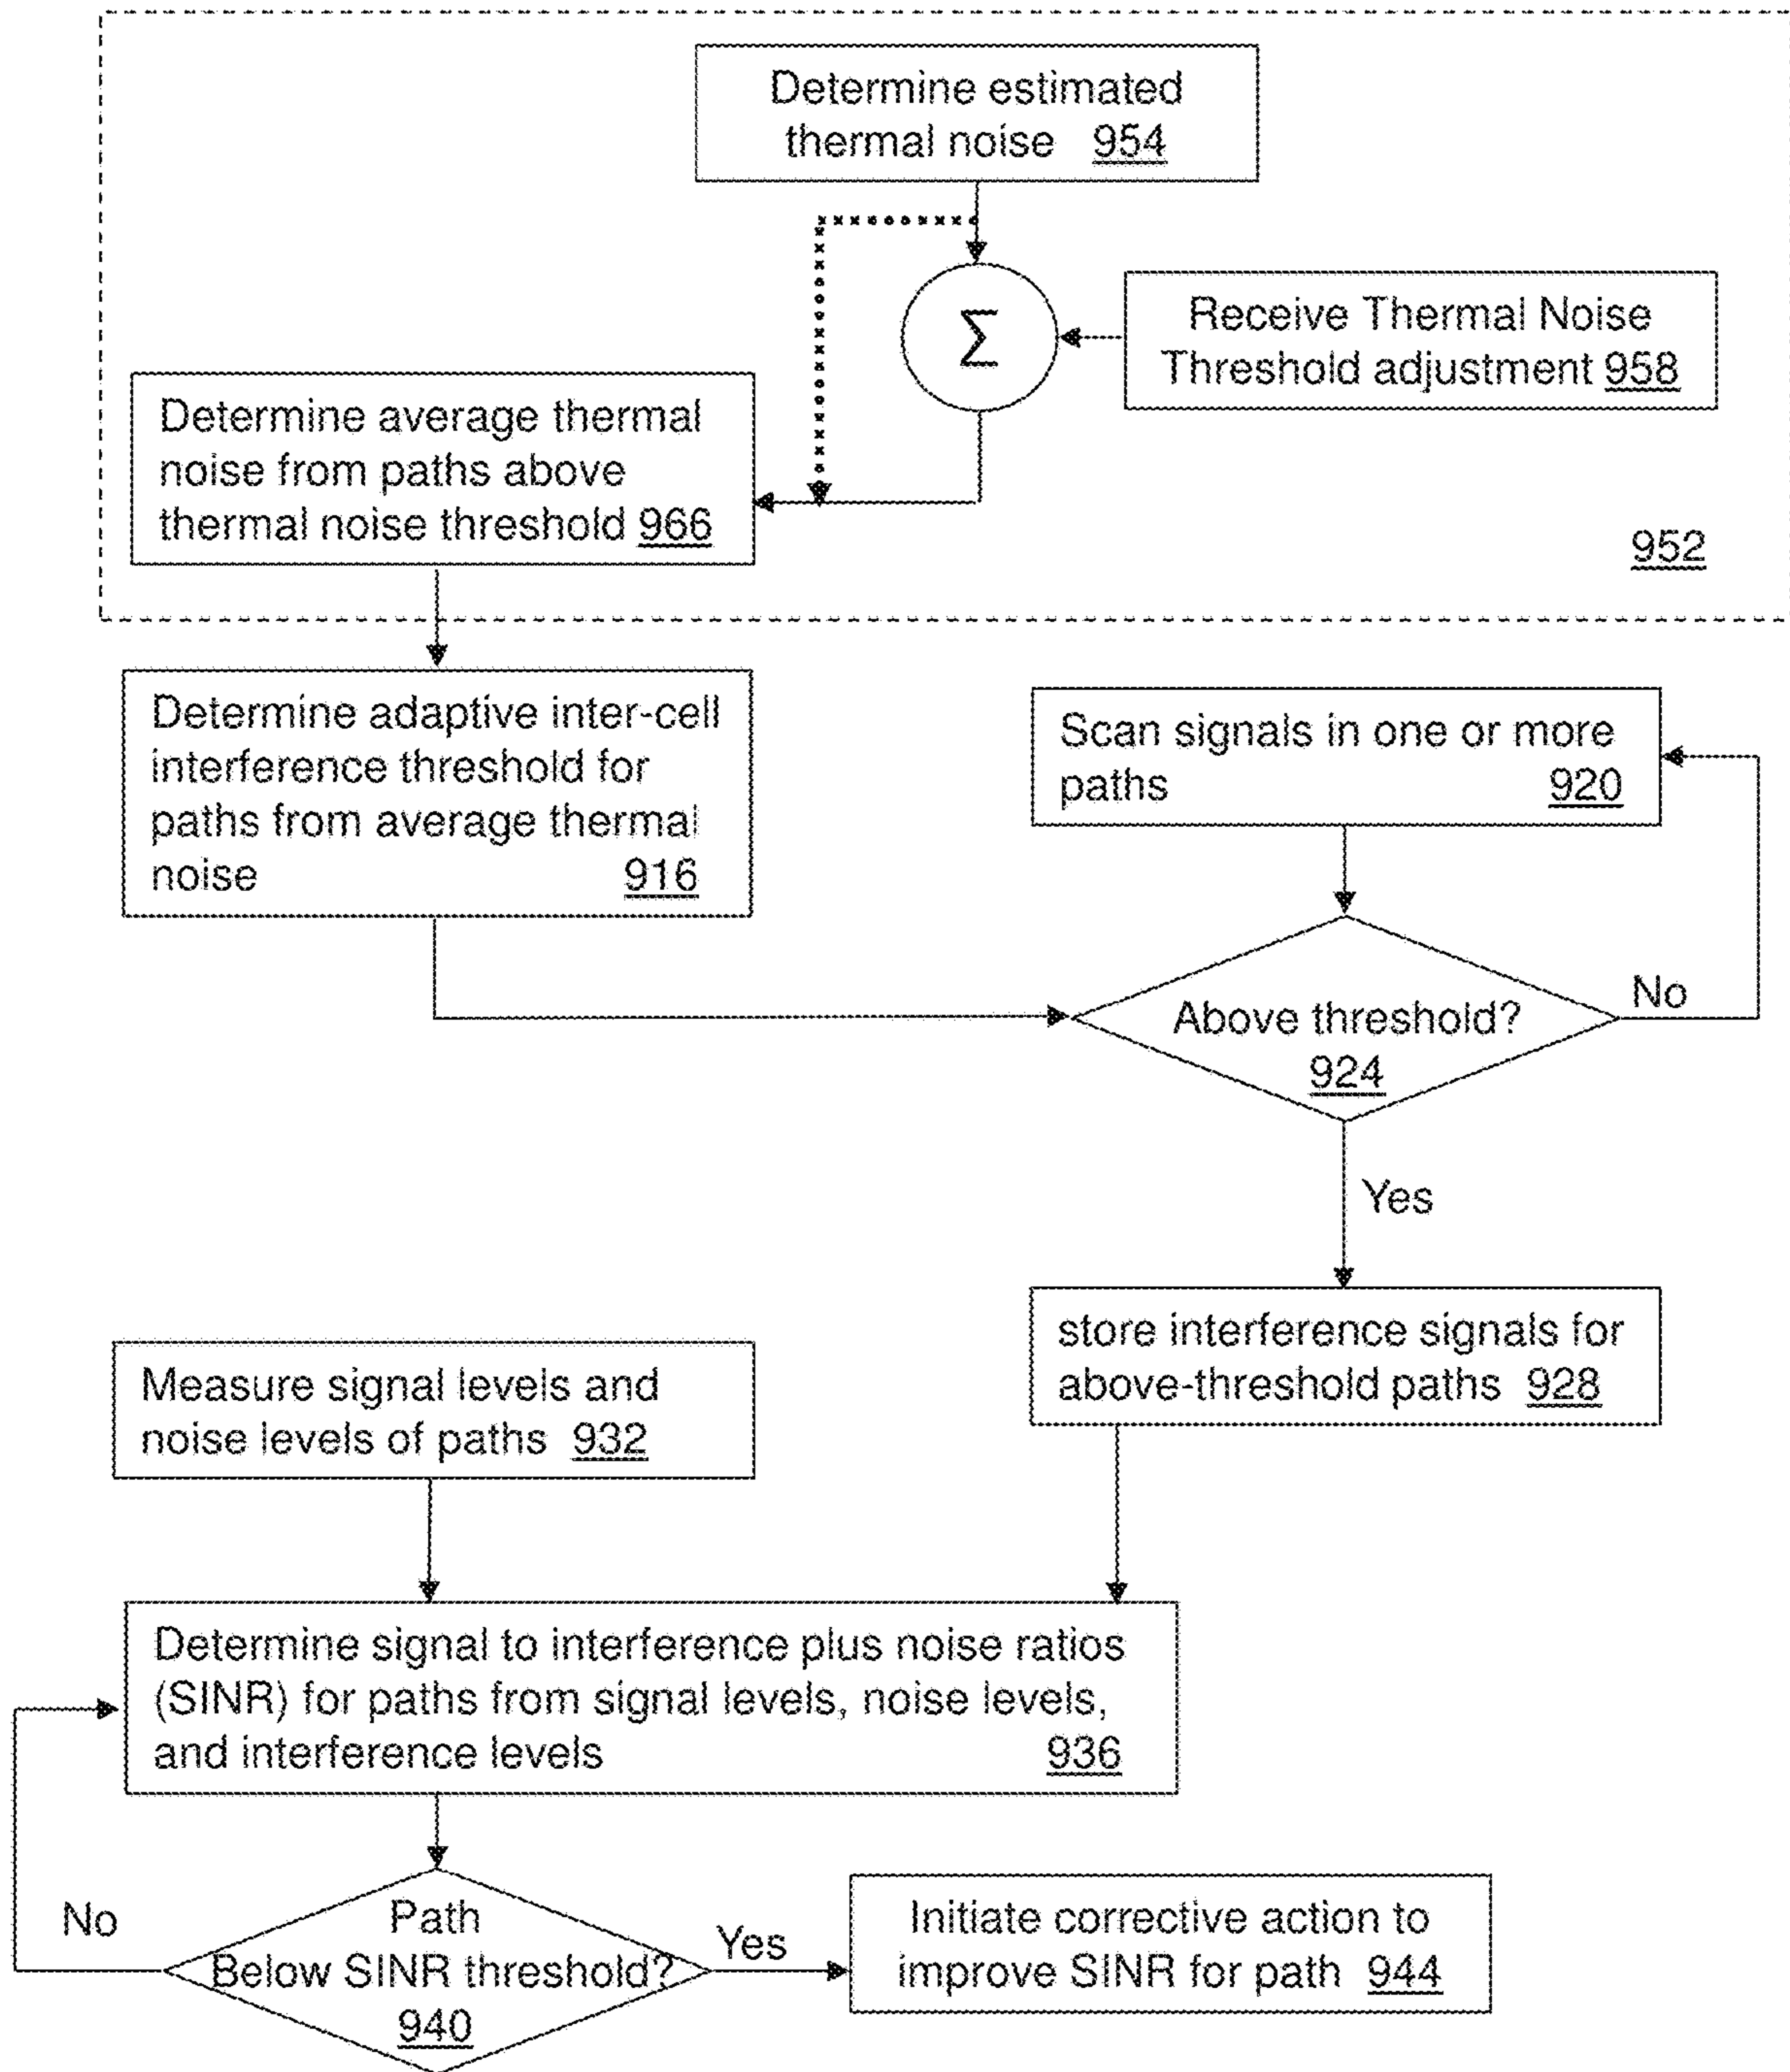 Determine estimated
thermal noise 954
Σ
Receive Thermal Noise
Threshold adjustment 958
Determine average thermal
noise from paths above
thermal noise threshold 966
952
Determine adaptive inter-cell
interference threshold for
paths from average thermal
noise 916
Scan signals in one or more
paths 920
Above threshold?
924
No
Yes
store interference signals for
above-threshold paths 928
Measure signal levels and
noise levels of paths 932
Determine signal to interference plus noise ratios
(SINR) for paths from signal levels, noise levels,
and interference levels 936
No
Path
Below SINR threshold?
940
Yes
Initiate corrective action to
improve SINR for path 944